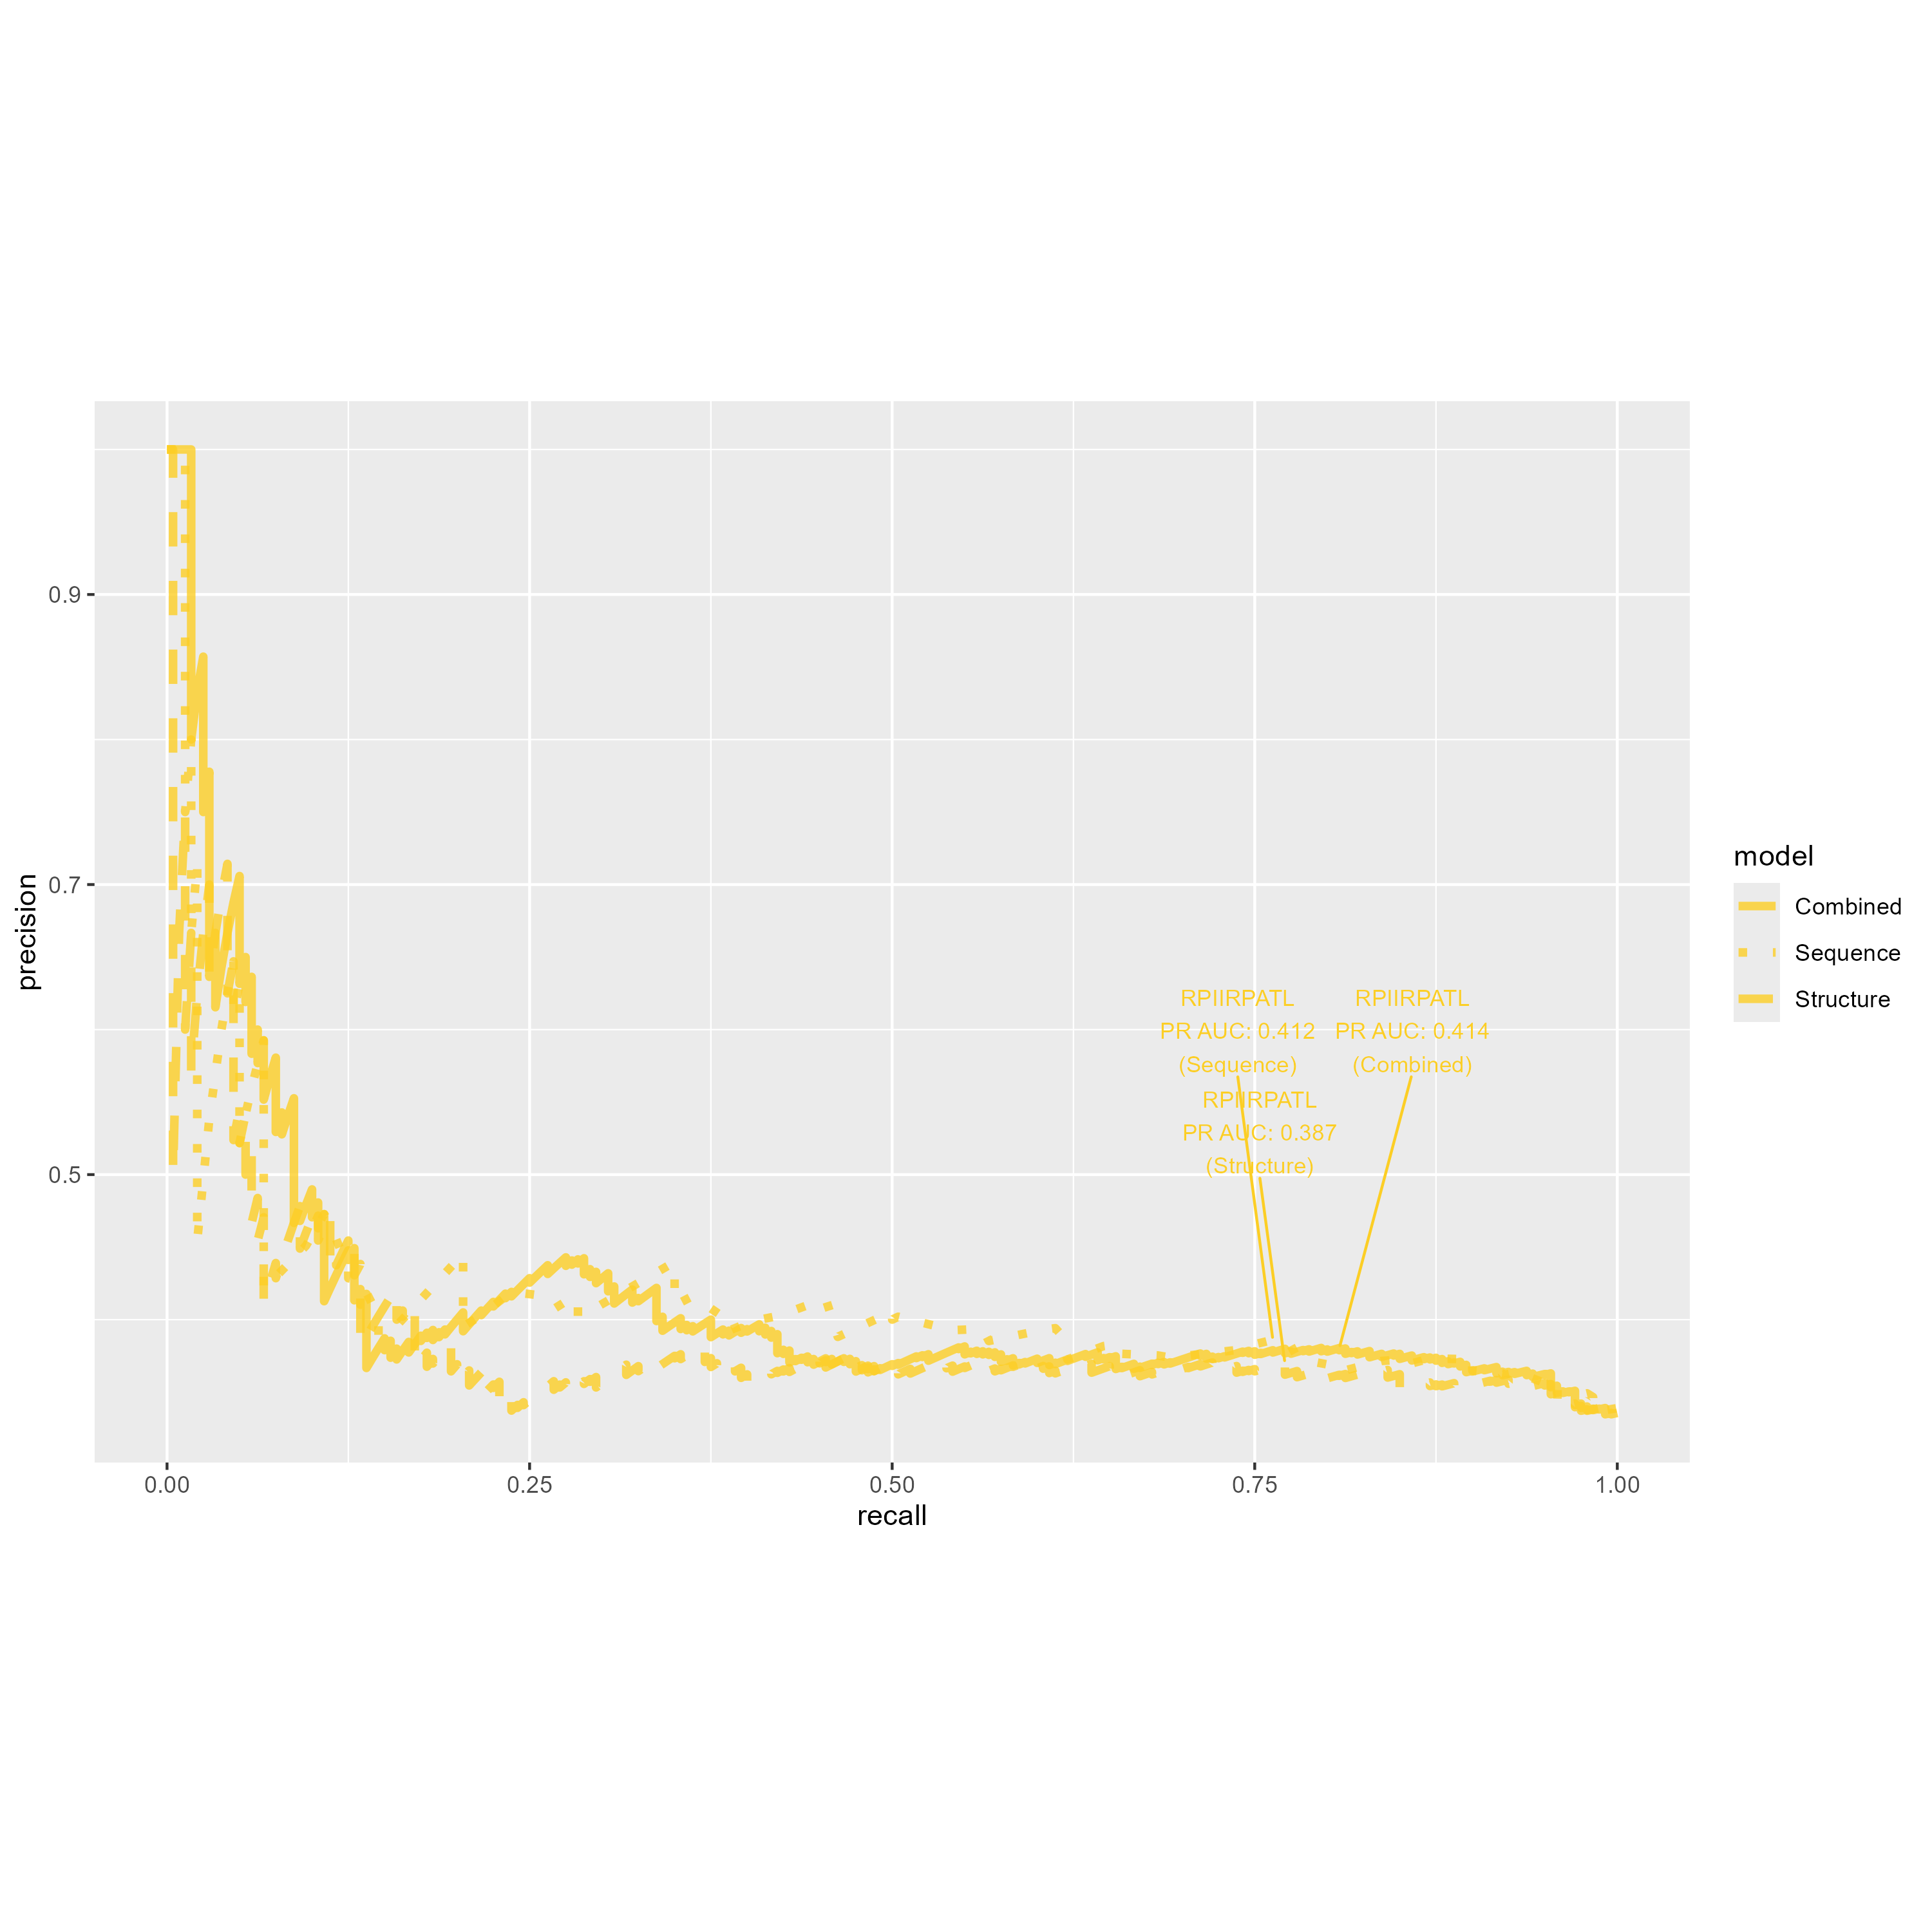 0.9
0.7
0.5
precision
0.00
0.25
0.50
0.75
1.00
recall
RPIIRPATL
PR AUC: 0.412
(Sequence)
RPIIRPATL
PR AUC: 0.414
(Combined)
RPIIRPATL
PR AUC: 0.387
(Structure)
model
Combined
Sequence
Structure